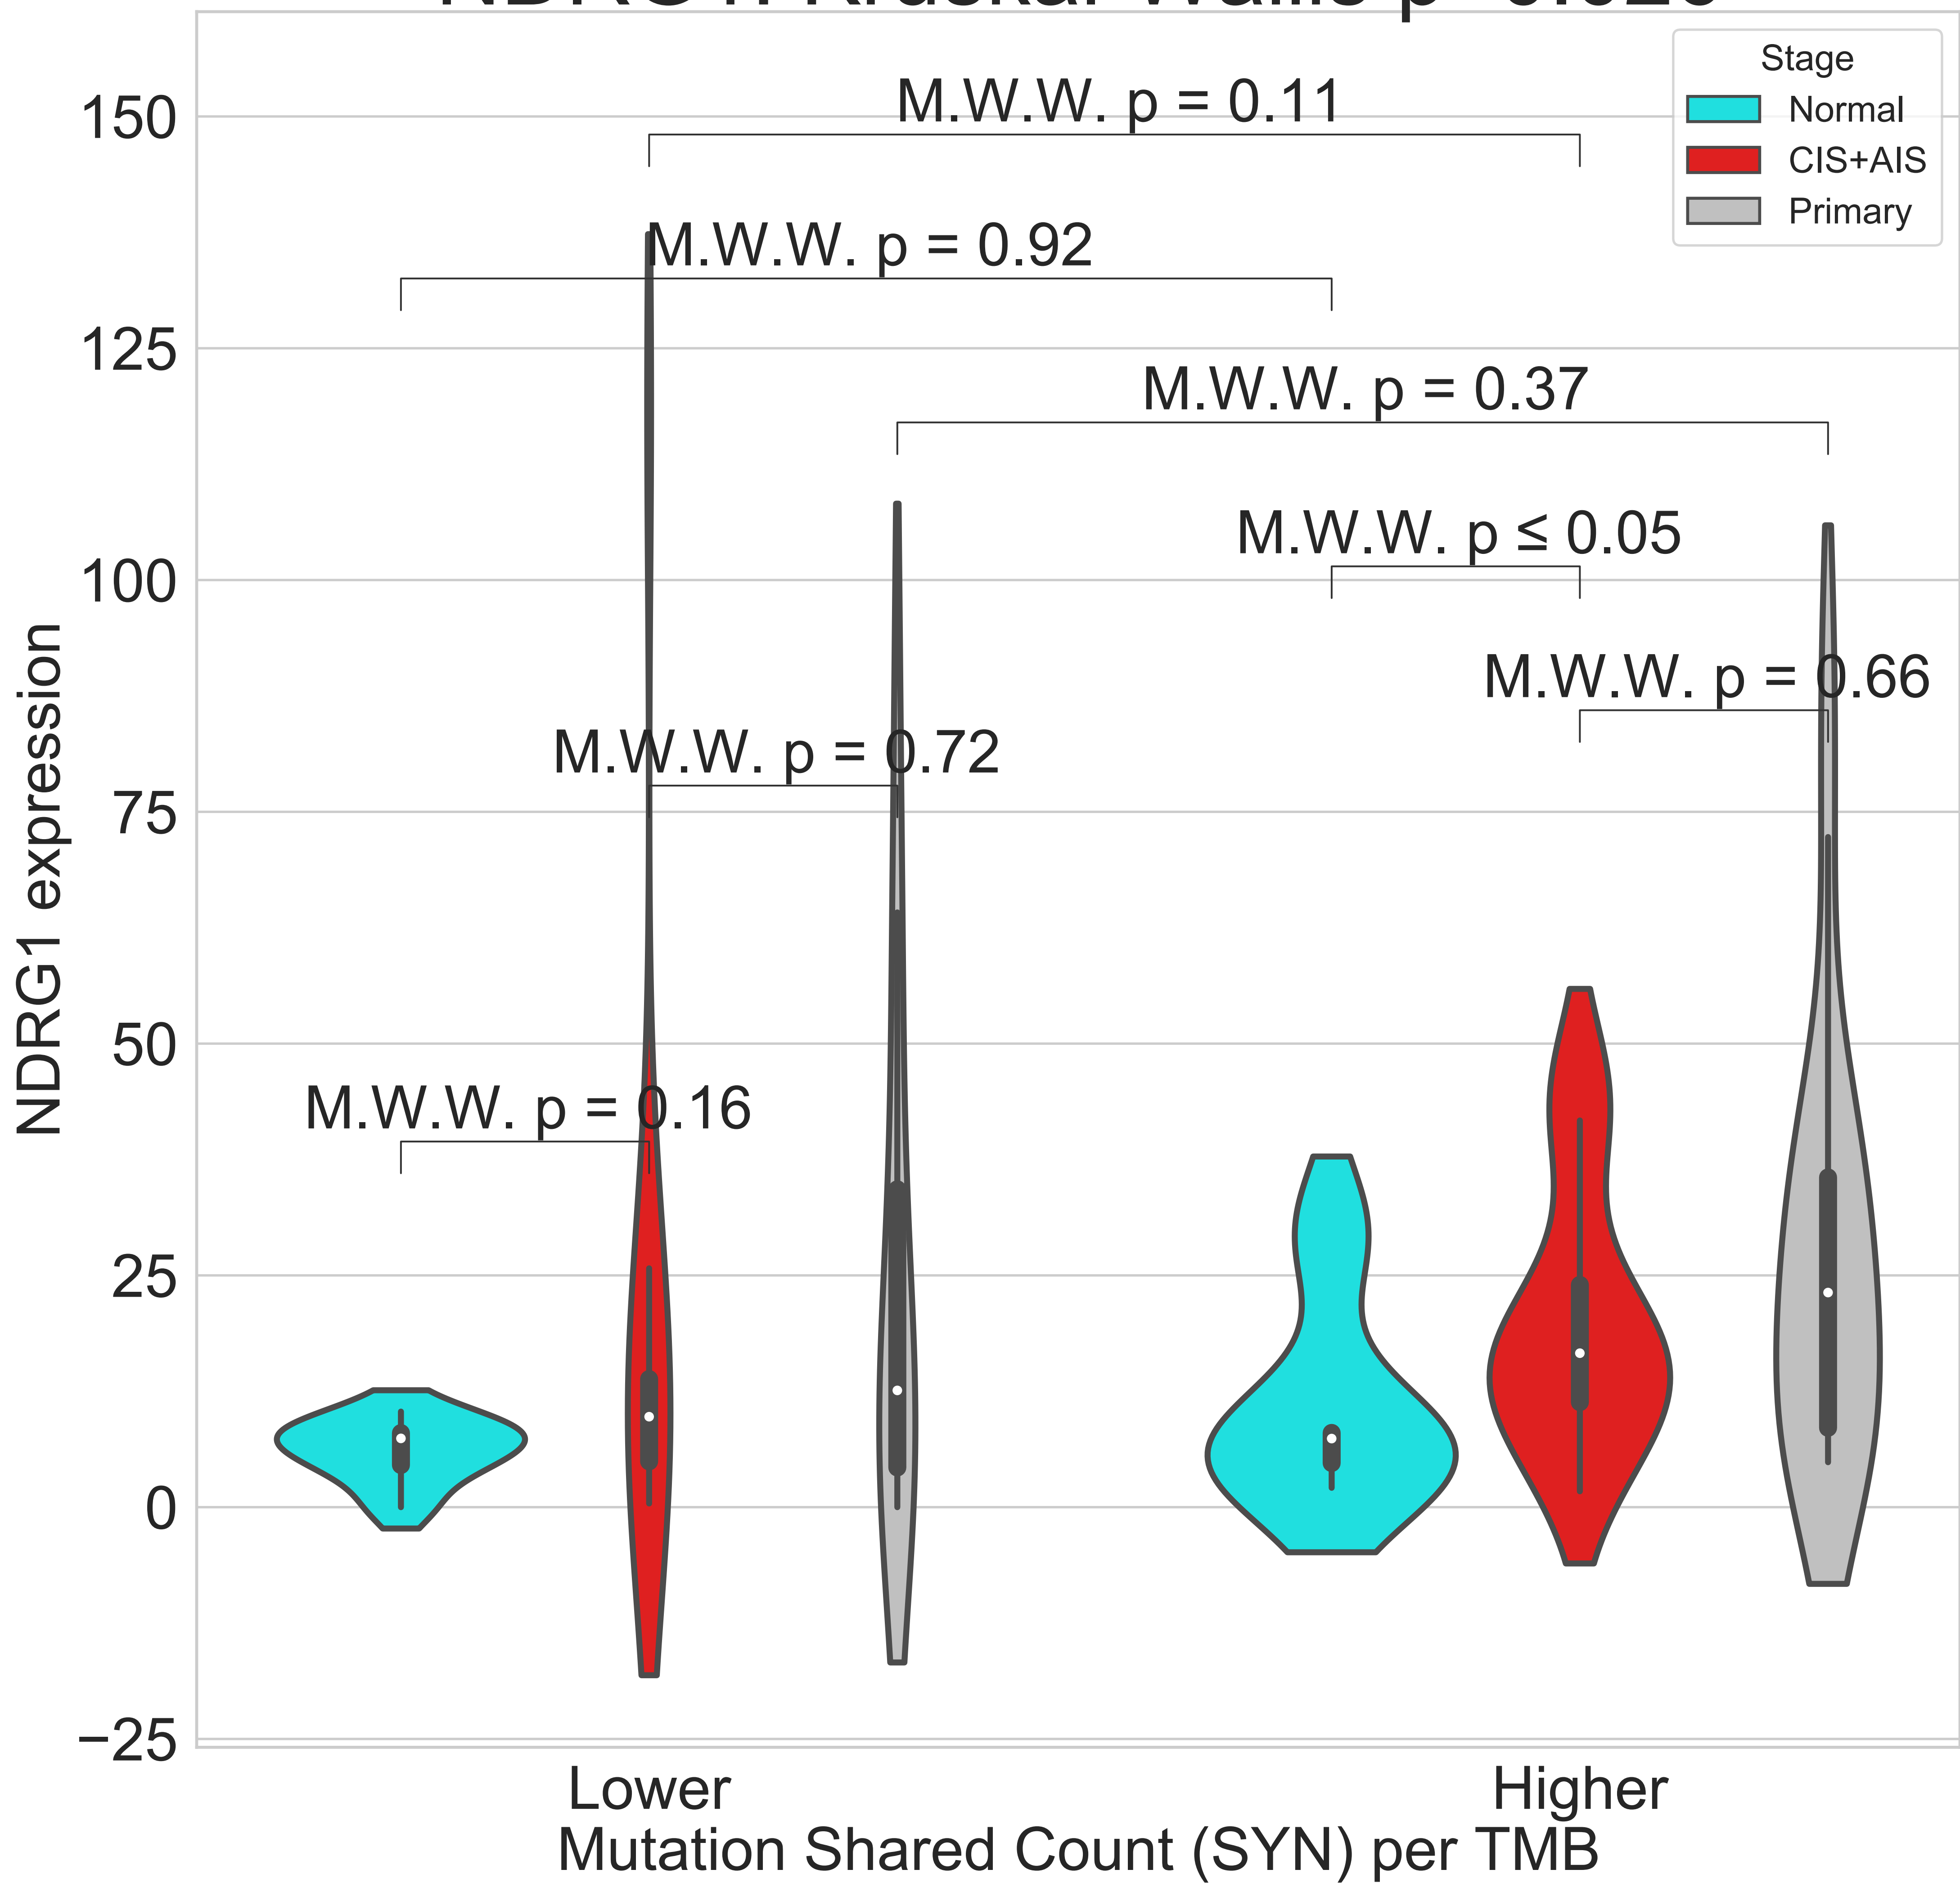 Stage
Normal
CIS+AIS
Primary
M.W.W. p = 0.11
M.W.W. p = 0.92
M.W.W. p = 0.37
M.W.W. p ≤ 0.05
M.W.W. p = 0.66
M.W.W. p = 0.72
M.W.W. p = 0.16
150
125
100
75
50
25
0
−25
NDRG1 expression
Lower
Higher
Mutation Shared Count (SYN) per TMB